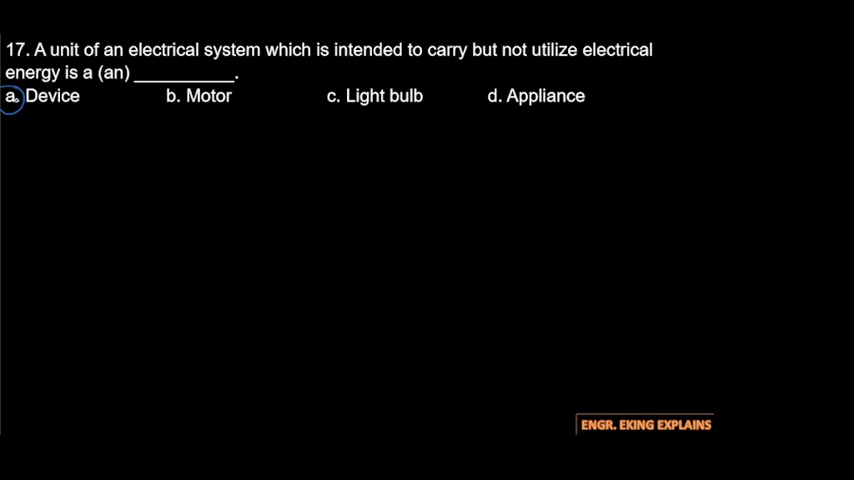 17. A unit of an electrical system which is intended to carry but not utilize electrical
energy is a (an) __________.
a. Device b. Motor c. Light bulb d. Appliance
ENGR. EKING EXPLAINS